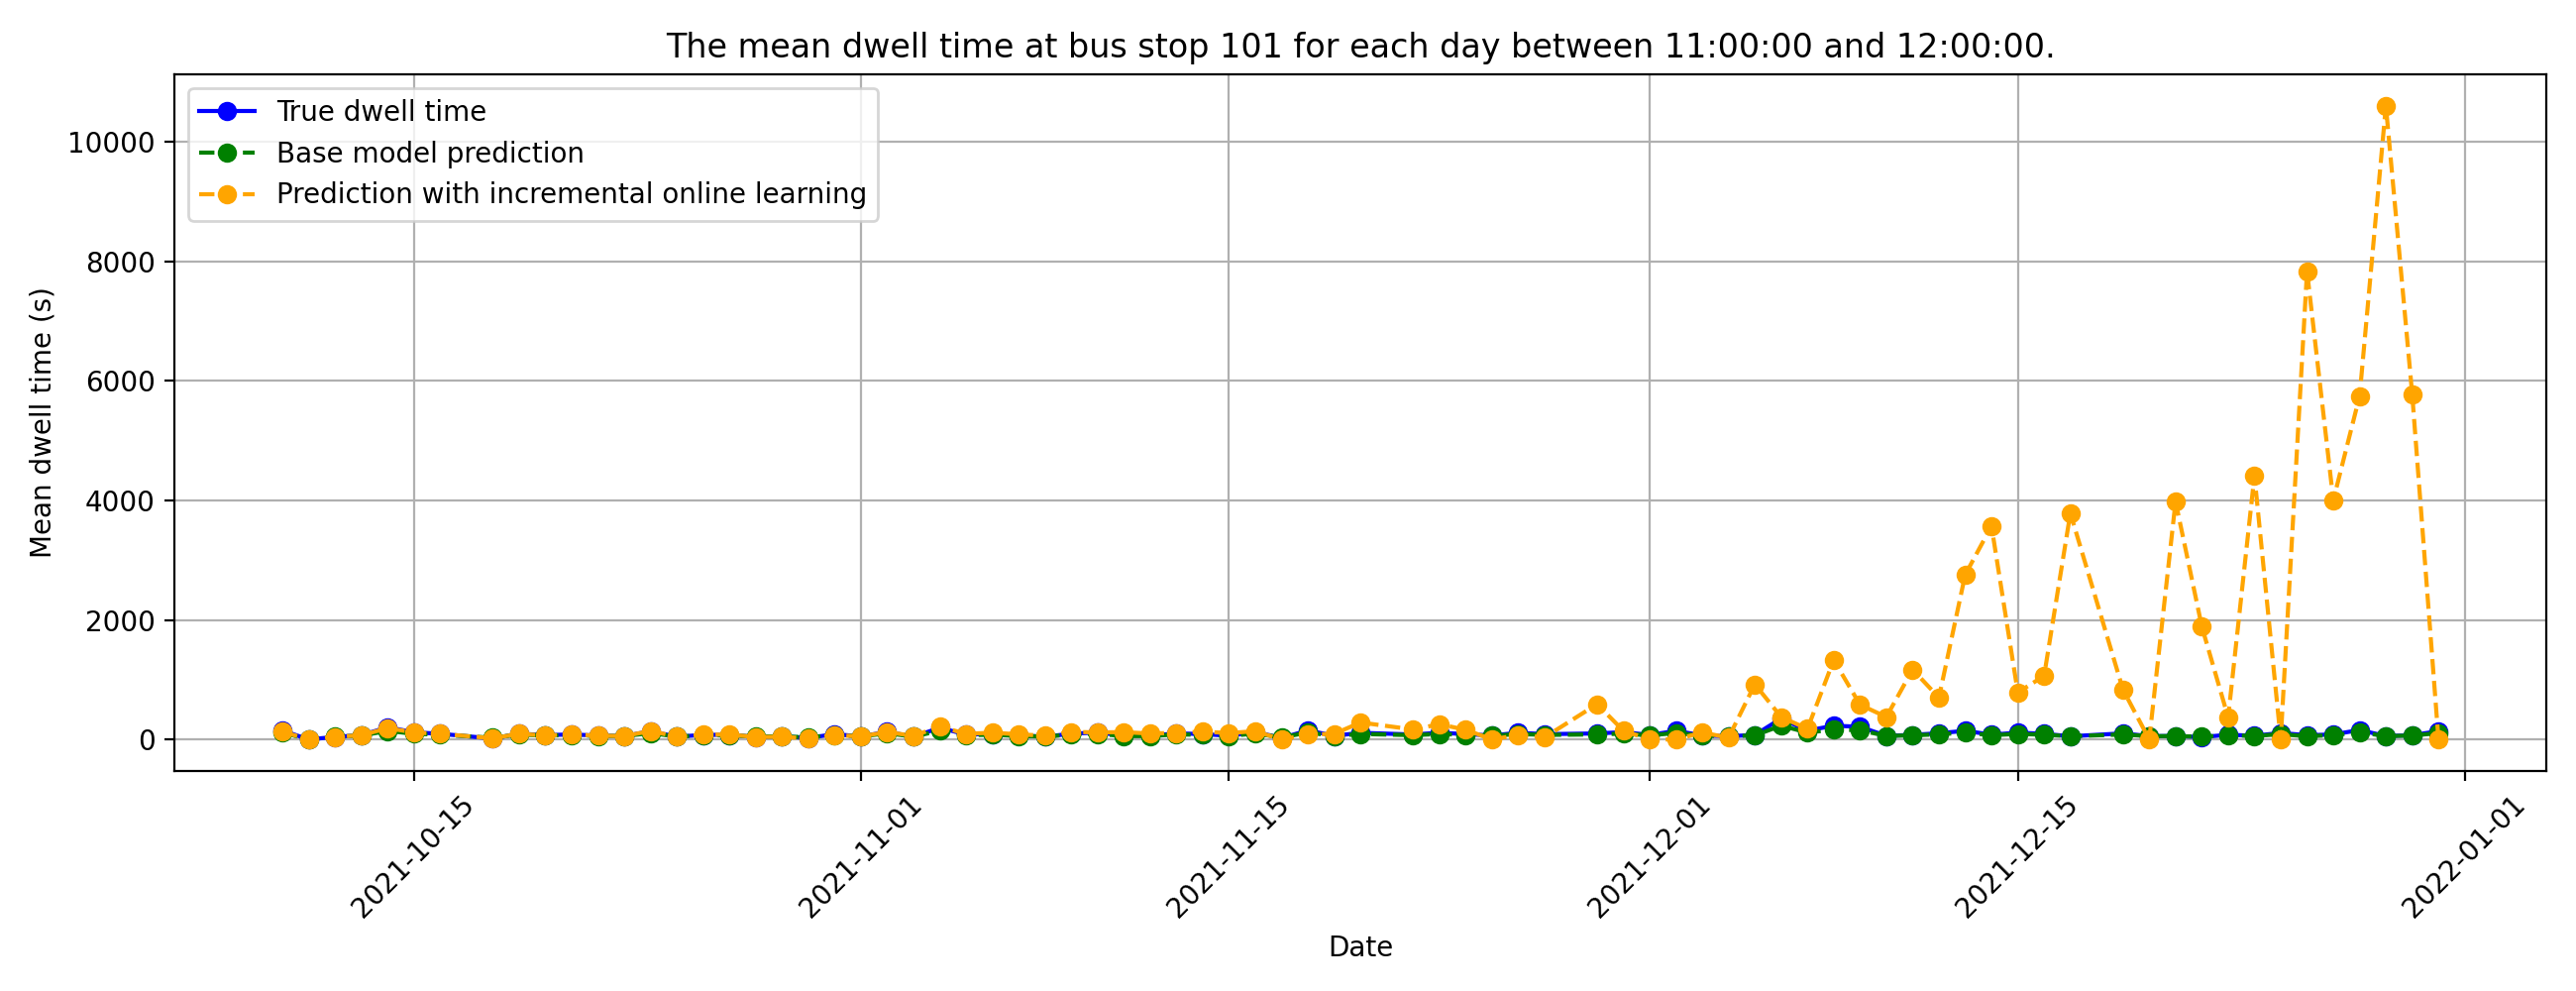 The mean dwell time at bus stop 101 for each day between 11:00:00 and 12:00:00.
True dwell time
Base model prediction
Prediction with incremental online learning
Mean dwell time (s)
10000
8000
6000
4000
2000
0
2021-10-15
2021-11-01
2021-11-15
2021-12-01
2021-12-15
2022-01-01
Date